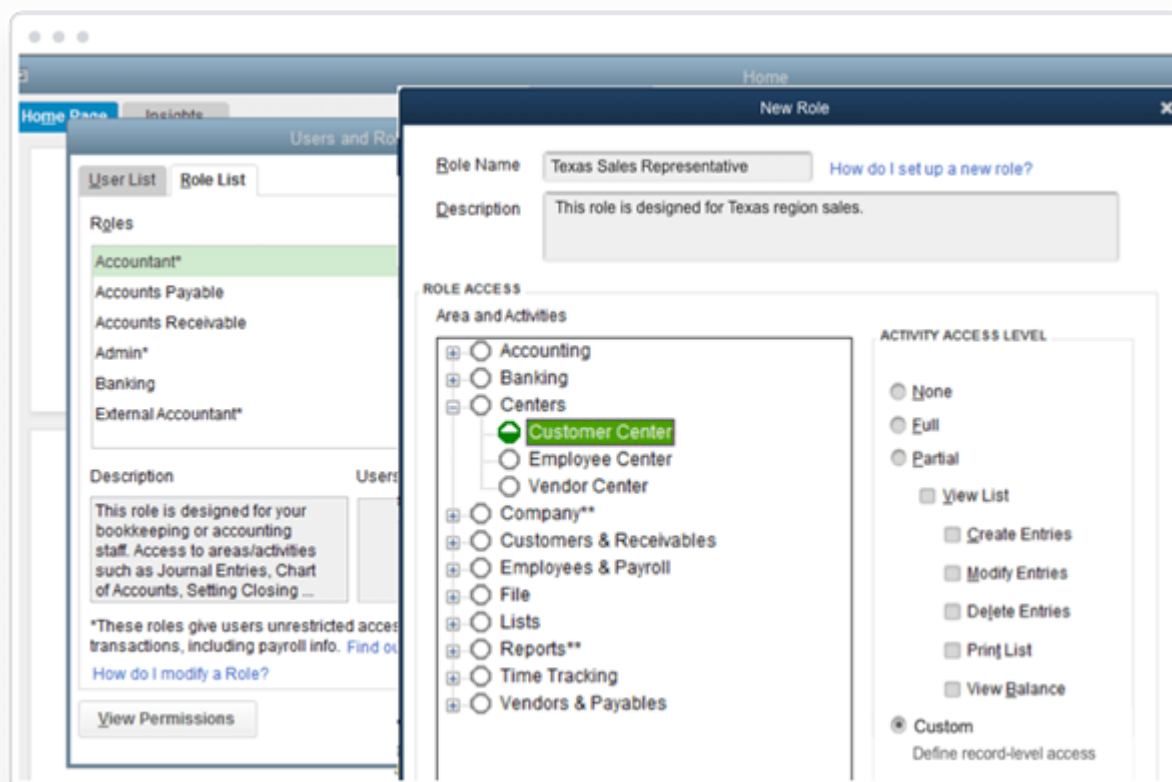 Home
Home Page
Insights
Users and Ro
User List
Role List
Roles
Accountant*
Accounts Payable
Accounts Receivable
Admin*
Banking
External Accountant*
Description
Users
This role is designed for your
bookkeeping or accounting
staff. Access to areas/activities
such as Journal Entries, Chart
of Accounts, Setting Closing ...
*These roles give users unrestricted acces
transactions, including payroll info. Find ou
How do I modify a Role?
View Permissions
New Role
Role Name
Texas Sales Representative
How do I set up a new role?
Description
This role is designed for Texas region sales.
ROLE ACCESS
Area and Activities
Accounting
Banking
Centers
Customer Center
Employee Center
Vendor Center
Company**
Customers & Receivables
Employees & Payroll
File
Lists
Reports**
Time Tracking
Vendors & Payables
ACTIVITY ACCESS LEVEL
None
Full
Partial
View List
Create Entries
Modify Entries
Delete Entries
Print List
View Balance
Custom
Define record-level access